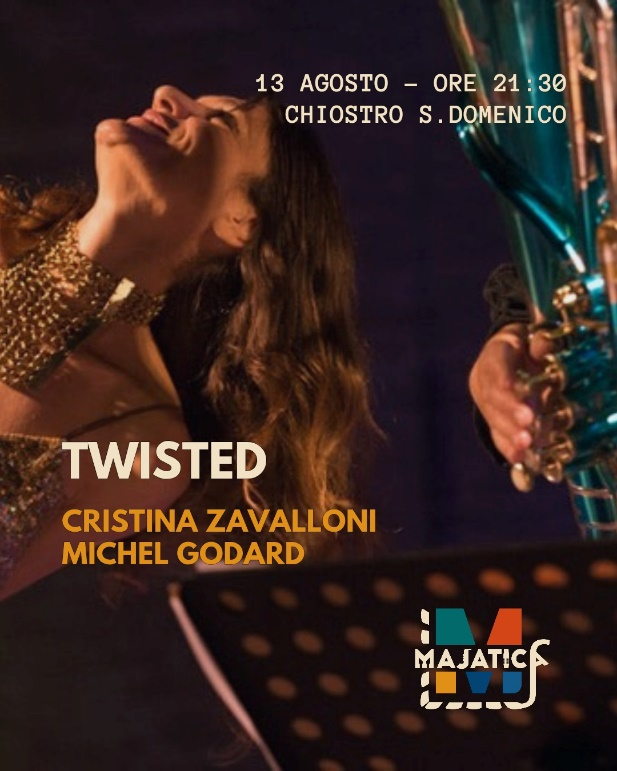 13 AGOSTO – ORE 21:30
CHIOSTRO S.DOMENICO
TWISTED
CRISTINA ZAVALLONI
MICHEL GODARD
MAJATICA